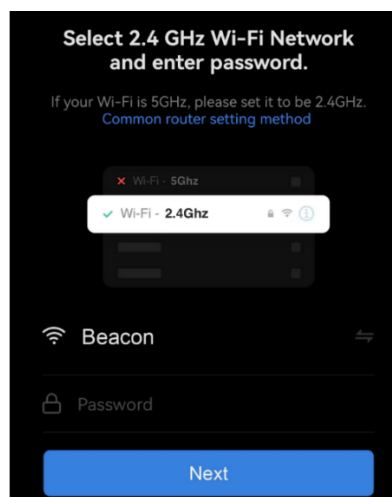 Select 2.4 GHz Wi-Fi Network
and enter password.
If your Wi-Fi is 5GHz, please set it to be 2.4GHz.
Common router setting method
Wi-Fi - 5Ghz
Wi-Fi - 2.4Ghz
Beacon
Password
Next